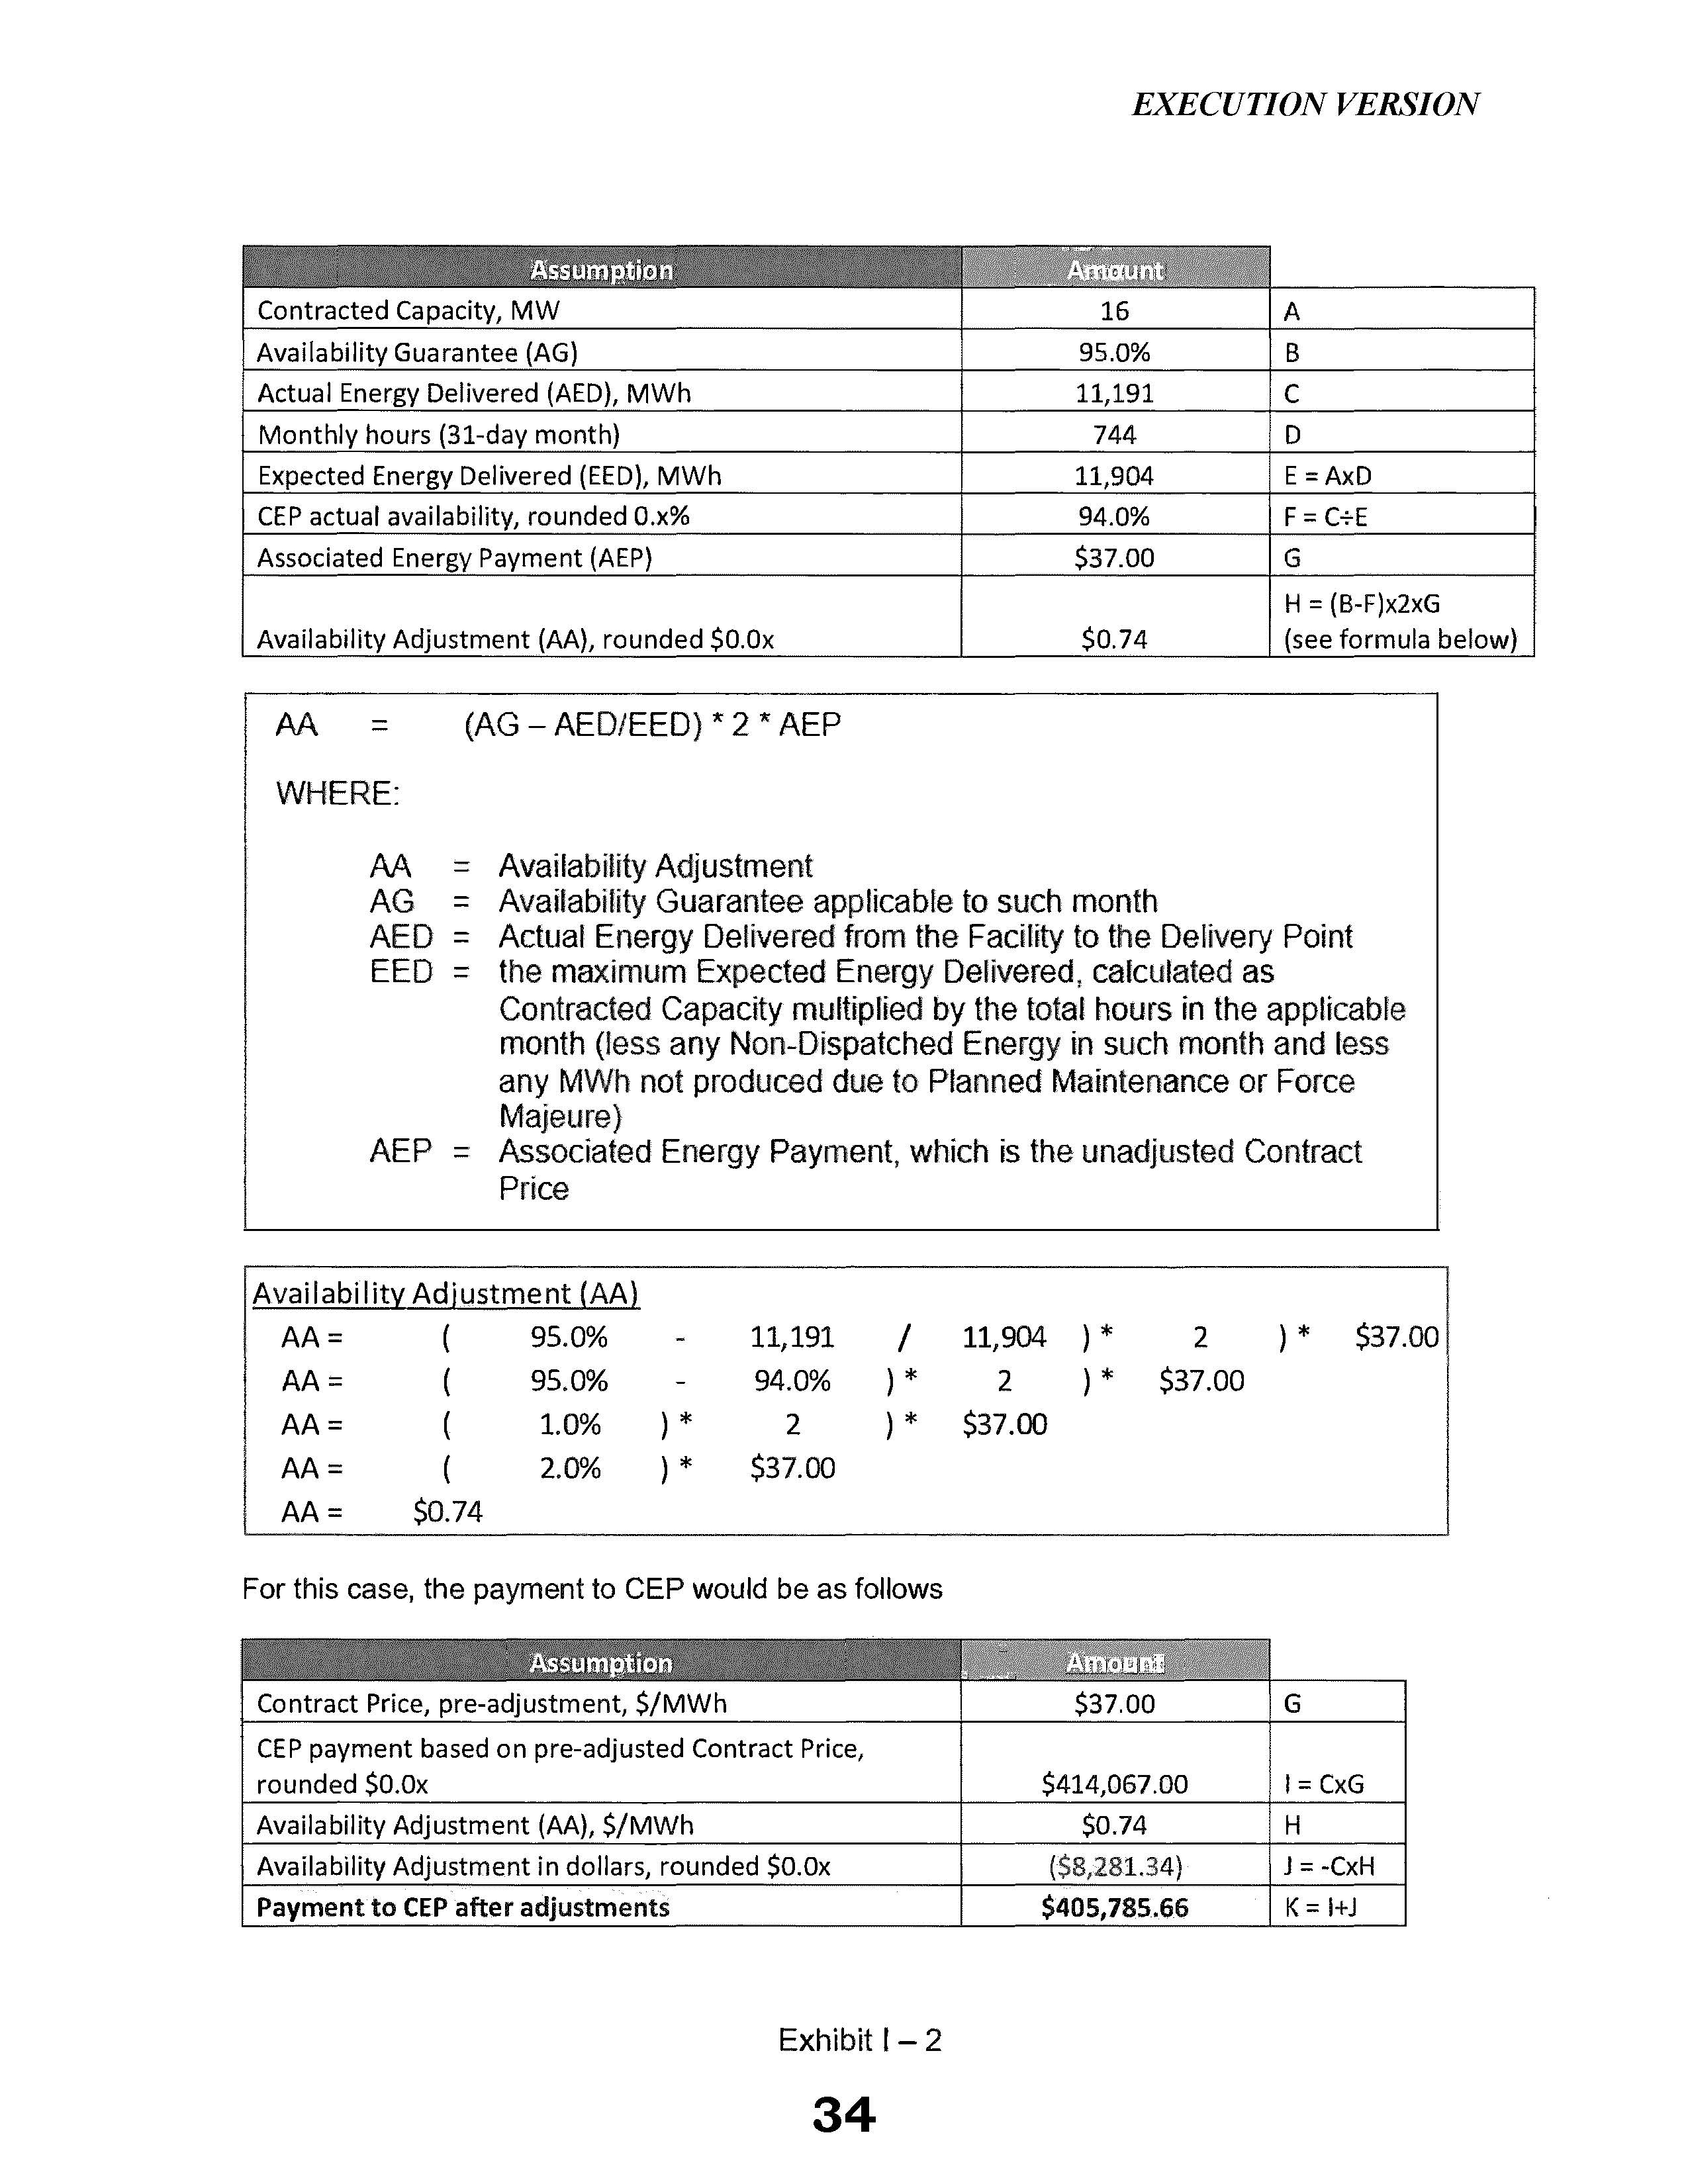 EXECUTION VERSION
Assumption Amount
Contracted Capacity, MW 16 A
Availability Guarantee (AG) 95.0% B
Actual Energy Delivered (AED), MWh 11,191 C
Monthly hours (31-day month) 744 D
Expected Energy Delivered (EED), MWh 11,904 E = AxD
CEP actual availability, rounded 0.x% 94.0% F = C÷E
Associated Energy Payment (AEP) $37.00 G
H = (B-F)x2xG
Availability Adjustment (AA), rounded $0.0x $0.74 (see formula below)
AA = (AG – AED/EED) * 2 * AEP
WHERE:
AA = Availability Adjustment
AG = Availability Guarantee applicable to such month
AED = Actual Energy Delivered from the Facility to the Delivery Point
EED = the maximum Expected Energy Delivered, calculated as
Contracted Capacity multiplied by the total hours in the applicable
month (less any Non-Dispatched Energy in such month and less
any MWh not produced due to Planned Maintenance or Force
Majeure)
AEP = Associated Energy Payment, which is the unadjusted Contract
Price
Availability Adjustment (AA)
AA = ( 95.0% - 11,191 / 11,904 ) * 2 ) * $37.00
AA = ( 95.0% - 94.0% ) * 2 ) * $37.00
AA = ( 1.0% ) * 2 ) * $37.00
AA = ( 2.0% ) * $37.00
AA = $0.74
For this case, the payment to CEP would be as follows
Assumption Amount
Contract Price, pre-adjustment, $/MWh $37.00 G
CEP payment based on pre-adjusted Contract Price,
rounded $0.0x $414,067.00 I = CxG
Availability Adjustment (AA), $/MWh $0.74 H
Availability Adjustment in dollars, rounded $0.0x ($8,281.34) J = -CxH
Payment to CEP after adjustments $405,785.66 K = I+J
Exhibit I – 2
34